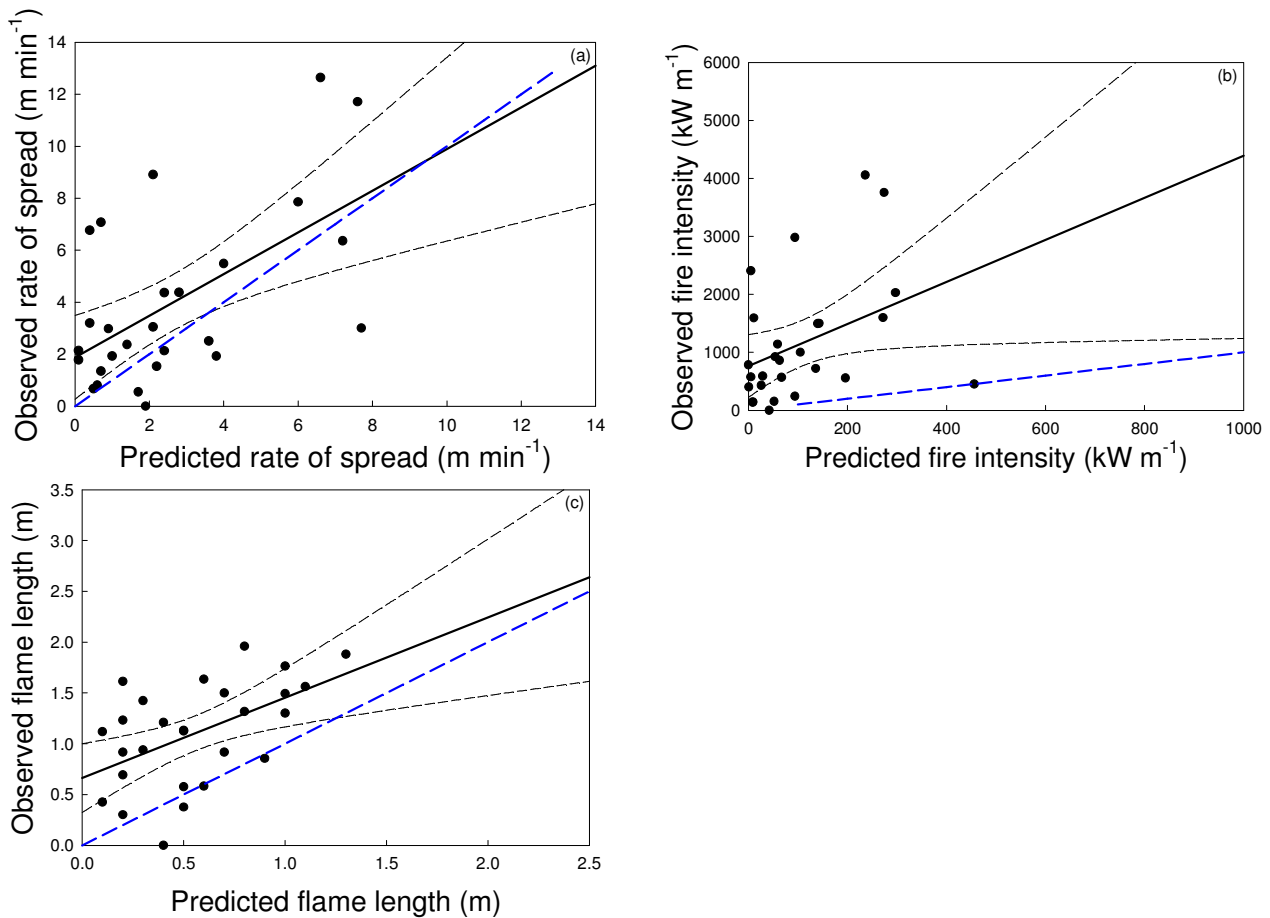 (a)
Observed rate of spread (m min-1)
14
12
10
8
6
4
2
0
0 2 4 6 8 10 12 14
Predicted rate of spread (m min-1)
(b)
Observed fire intensity (kW m-1)
6000
5000
4000
3000
2000
1000
0
0 200 400 600 800 1000
Predicted fire intensity (kW m-1)
(c)
Observed flame length (m)
3.5
3.0
2.5
2.0
1.5
1.0
0.5
0.0
0.0 0.5 1.0 1.5 2.0 2.5
Predicted flame length (m)